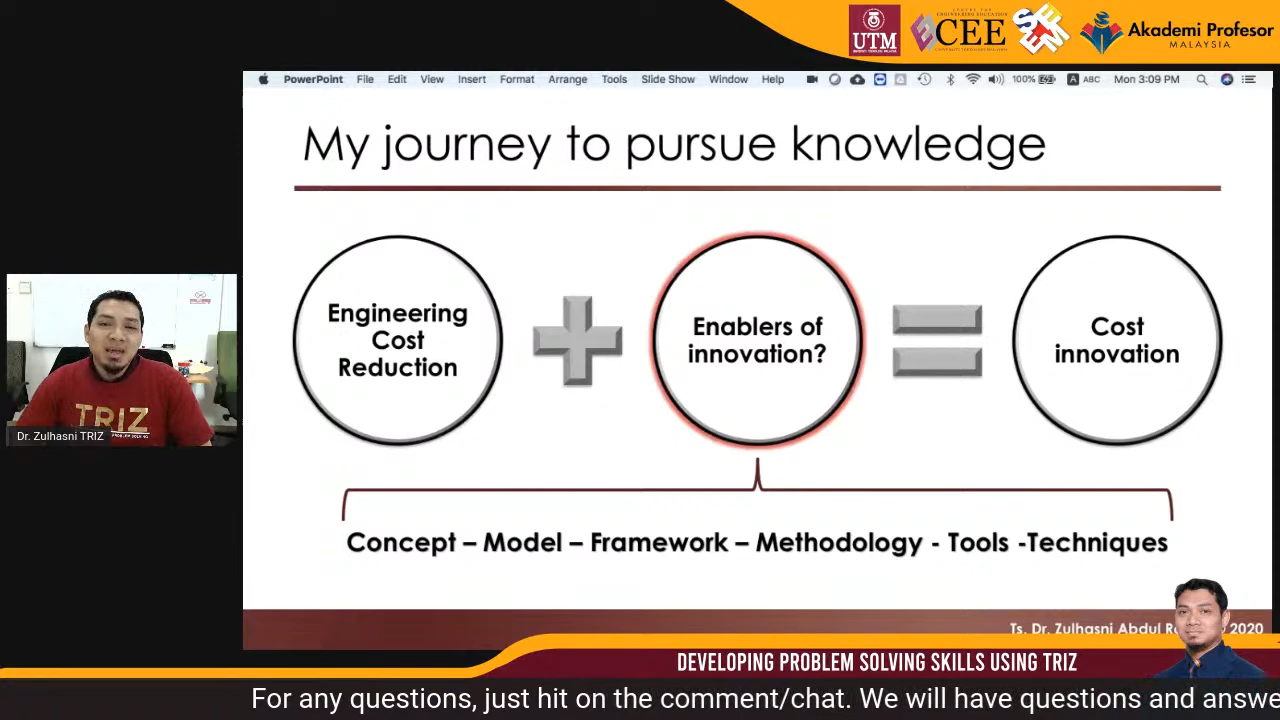 UTM
CEE
Akademi Profesor
MALAYSIA
PowerPoint File Edit View Insert Format Arrange Tools Slide Show Window Help 100% A ABC Mon 3:09 PM
My journey to pursue knowledge
Engineering
Cost
Reduction
Enablers of
innovation?
Cost
innovation
Concept – Model – Framework – Methodology - Tools -Techniques
TRIZ
Dr. Zulhasni TRIZ
Ts. Dr. Zulhasni Abdul 2020
DEVELOPING PROBLEM SOLVING SKILLS USING TRIZ
For any questions, just hit on the comment/chat. We will have questions and answe